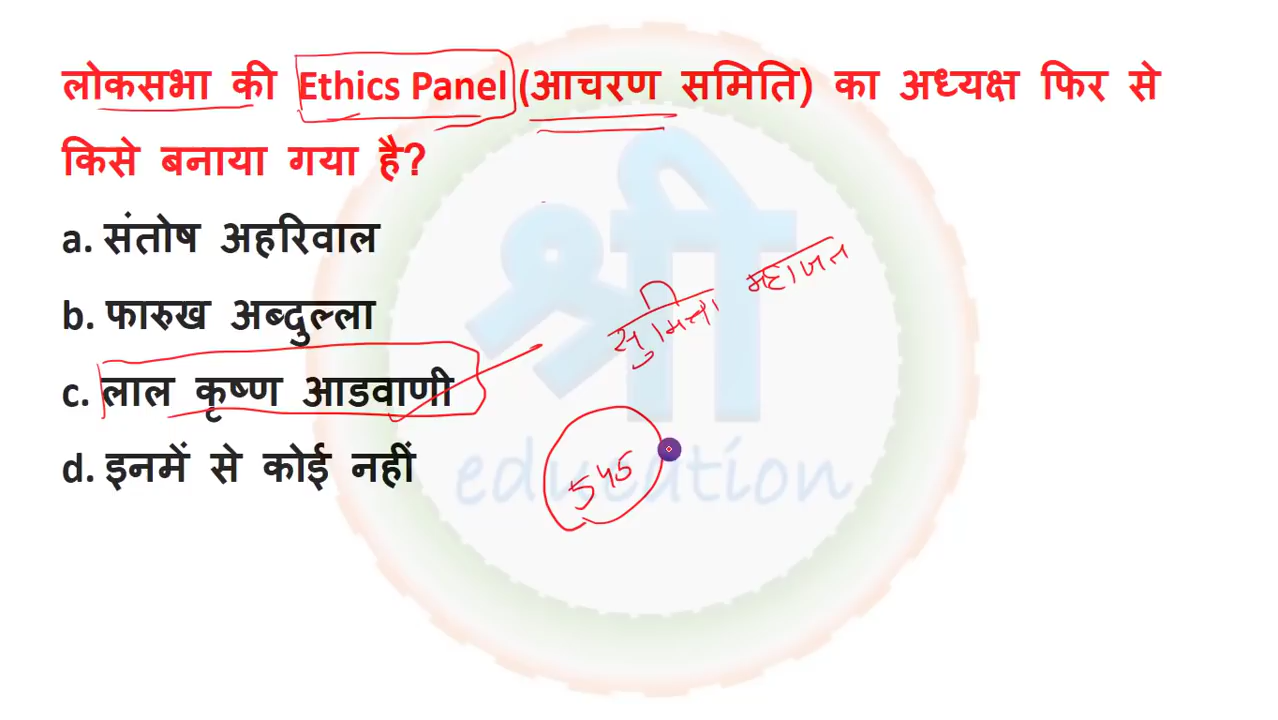 लोकसभा की Ethics Panel (आचरण समिति) का अध्यक्ष फिर से
किसे बनाया गया है?
a. संतोष अहरिवाल
b. फारुख अब्दुल्ला
c. लाल कृष्ण आडवाणी
d. इनमें से कोई नहीं
सुमित्रा महाजन
545
श्री
education